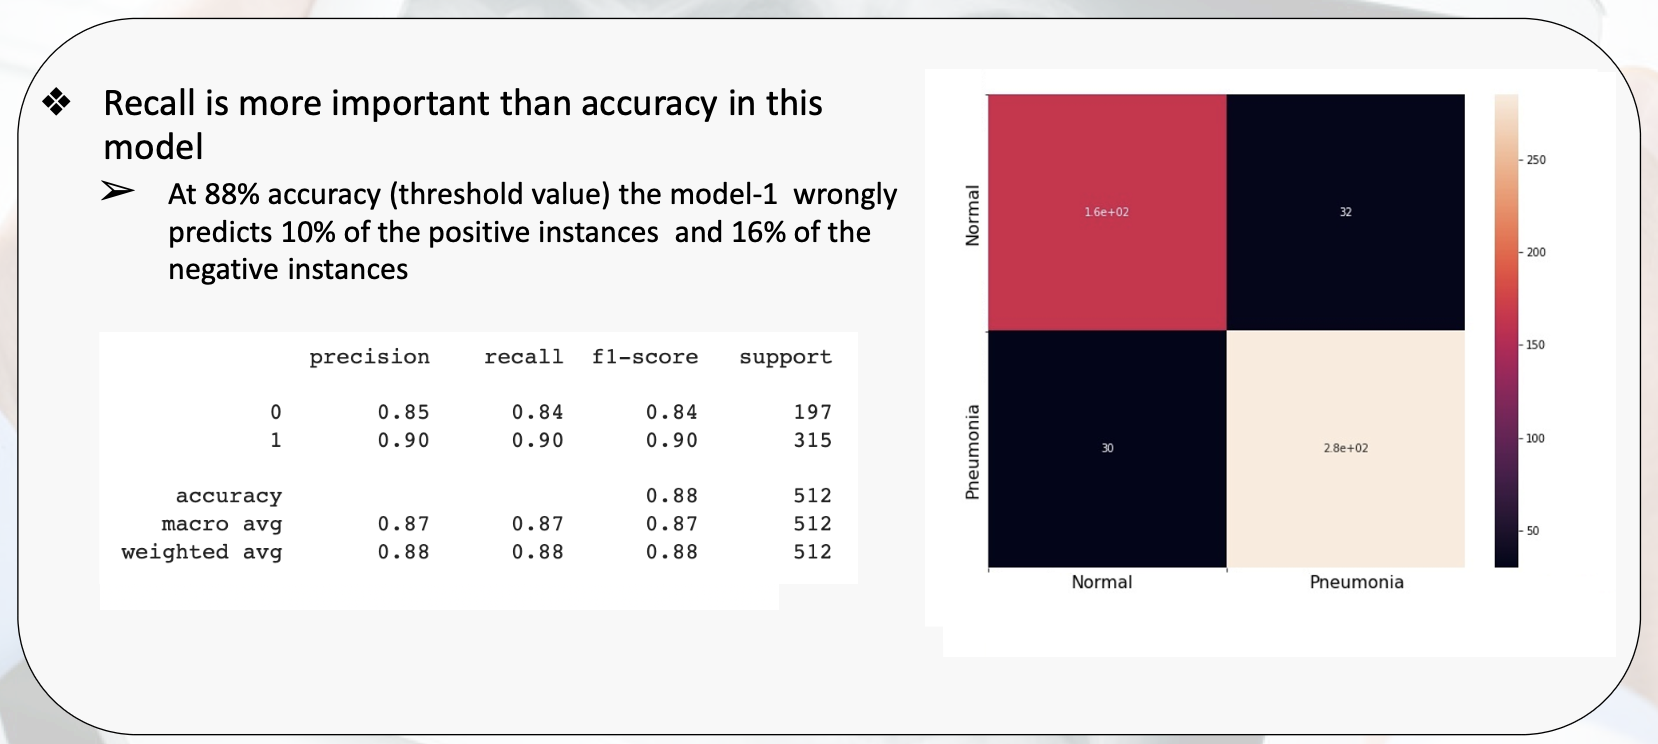 ❖ Recall is more important than accuracy in this
model
➢ At 88% accuracy (threshold value) the model-1 wrongly
predicts 10% of the positive instances and 16% of the
negative instances
precision recall f1-score support
0 0.85 0.84 0.84 197
1 0.90 0.90 0.90 315
accuracy 0.88 512
macro avg 0.87 0.87 0.87 512
weighted avg 0.88 0.88 0.88 512
Normal
Pneumonia
1.6e+02 32
30 2.8e+02
Normal Pneumonia
250
200
150
100
50